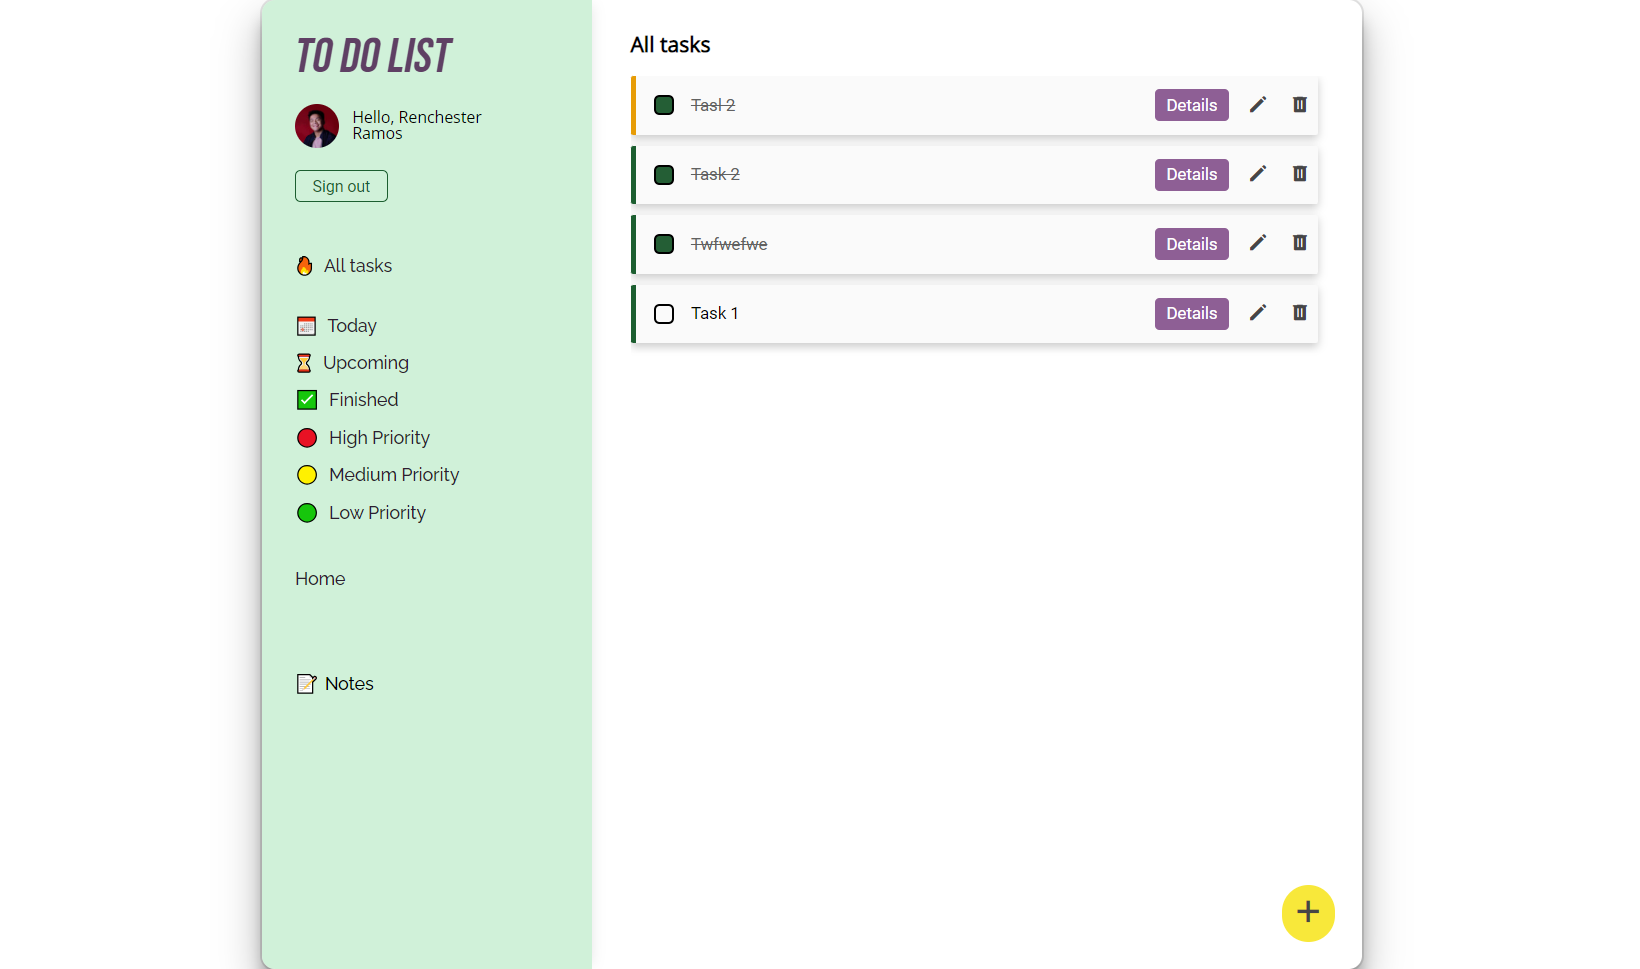 TO DO LIST
Hello, Renchester
Ramos
Sign out
All tasks
Today
Upcoming
Finished
High Priority
Medium Priority
Low Priority
Home
Notes
All tasks
Tasl 2 Details
Task 2 Details
Twfwefwe Details
Task 1 Details